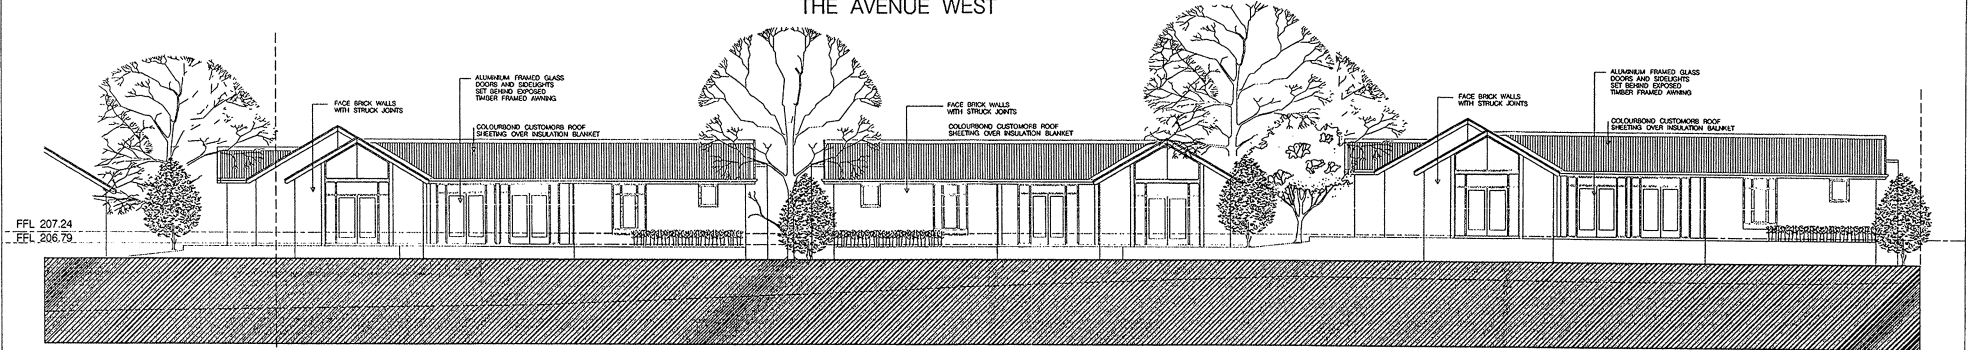 THE AVENUE WEST
ALUMINIUM FRAMED GLASS
DOORS AND SIDELIGHTS
SET BEHIND EXPOSED
TIMBER FRAMED AWNING
FACE BRICK WALLS
WITH STRUCK JOINTS
COLOURBOND CUSTOMORB ROOF
SHEETING OVER INSULATION BLANKET
FACE BRICK WALLS
WITH STRUCK JOINTS
COLOURBOND CUSTOMORB ROOF
SHEETING OVER INSULATION BLANKET
FACE BRICK WALLS
WITH STRUCK JOINTS
ALUMINIUM FRAMED GLASS
DOORS AND SIDELIGHTS
SET BEHIND EXPOSED
TIMBER FRAMED AWNING
COLOURBOND CUSTOMORB ROOF
SHEETING OVER INSULATION BALNKET
FFL 207.24
FFL 206.79